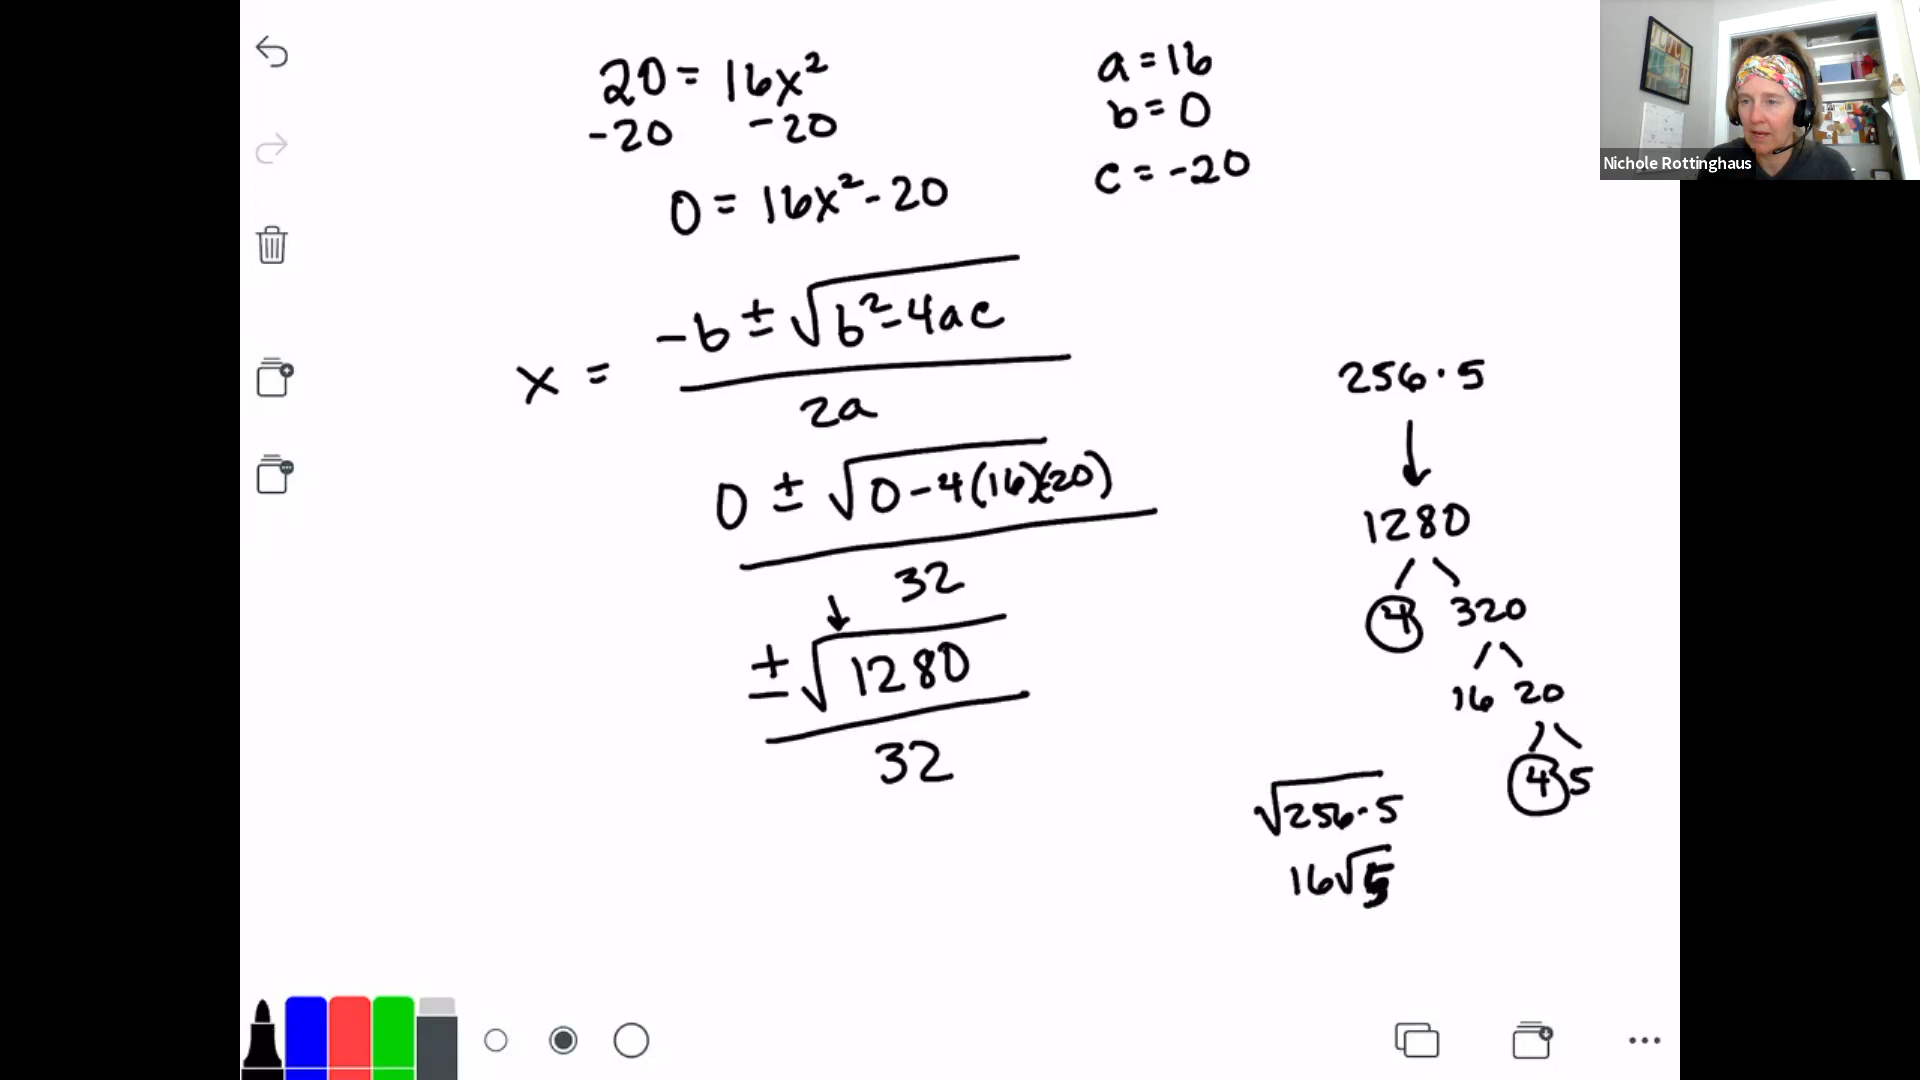 20 = 16x²
-20 -20
0 = 16x² - 20
a = 16
b = 0
c = -20
x = -b ± √b² - 4ac
2a
0 ± √0 - 4(16)(-20)
32
± √1280
32
256 · 5
↓
1280
4 320
16 20
4 5
√256 · 5
16√5
Nichole Rottinghaus